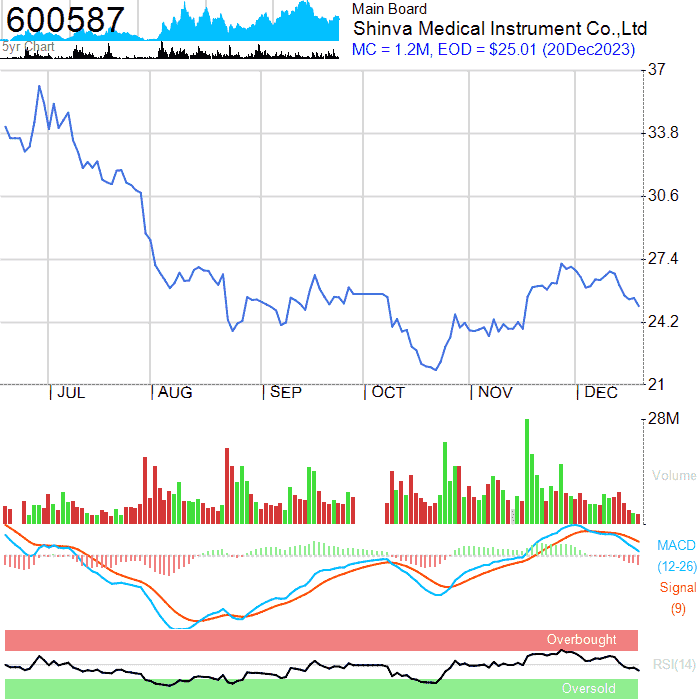 600587
5yr Chart
Main Board
Shinva Medical Instrument Co.,Ltd
MC = 1.2M, EOD = $25.01 (20Dec2023)
37
33.8
30.6
27.4
24.2
21
JUL
AUG
SEP
OCT
NOV
DEC
28M
Volume
MACD
(12-26)
Signal
(9)
Overbought
RSI(14)
Oversold